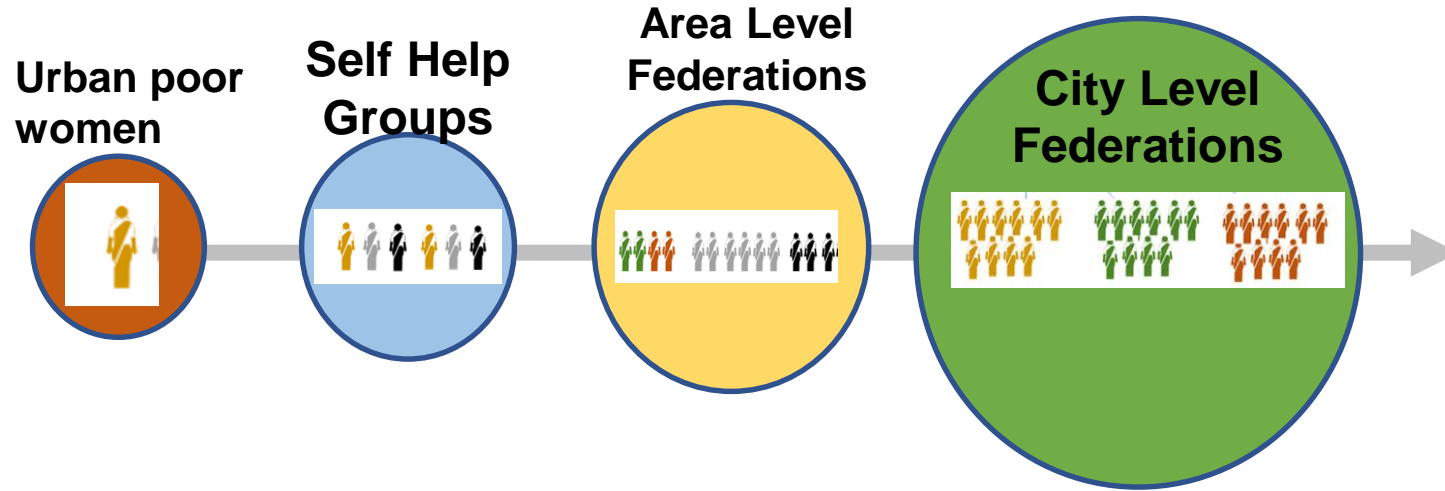 Urban poor
women
Self Help
Groups
Area Level
Federations
City Level
Federations